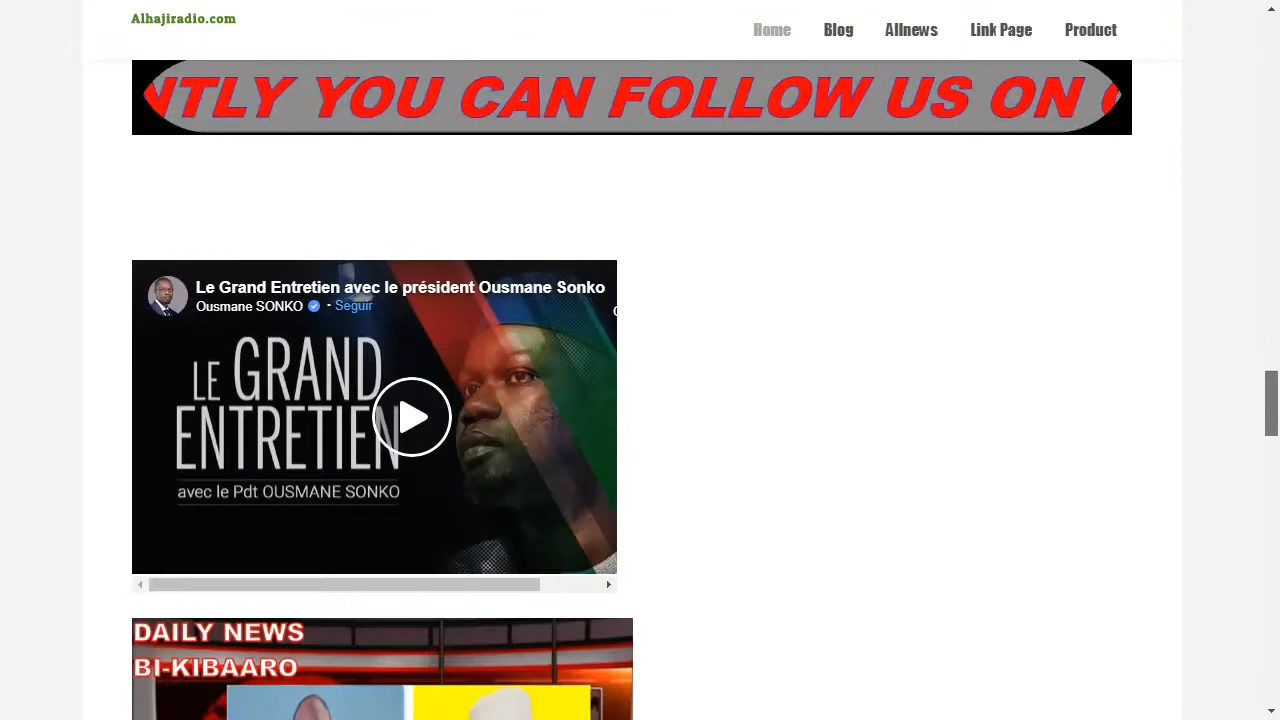 Alhajiradio.com
Home Blog Allnews Link Page Product
NTLY YOU CAN FOLLOW US ON
Le Grand Entretien avec le président Ousmane Sonko
Ousmane SONKO · Seguir
LE GRAND
ENTRETIEN
avec le Pdt OUSMANE SONKO
DAILY NEWS
BI-KIBAARO